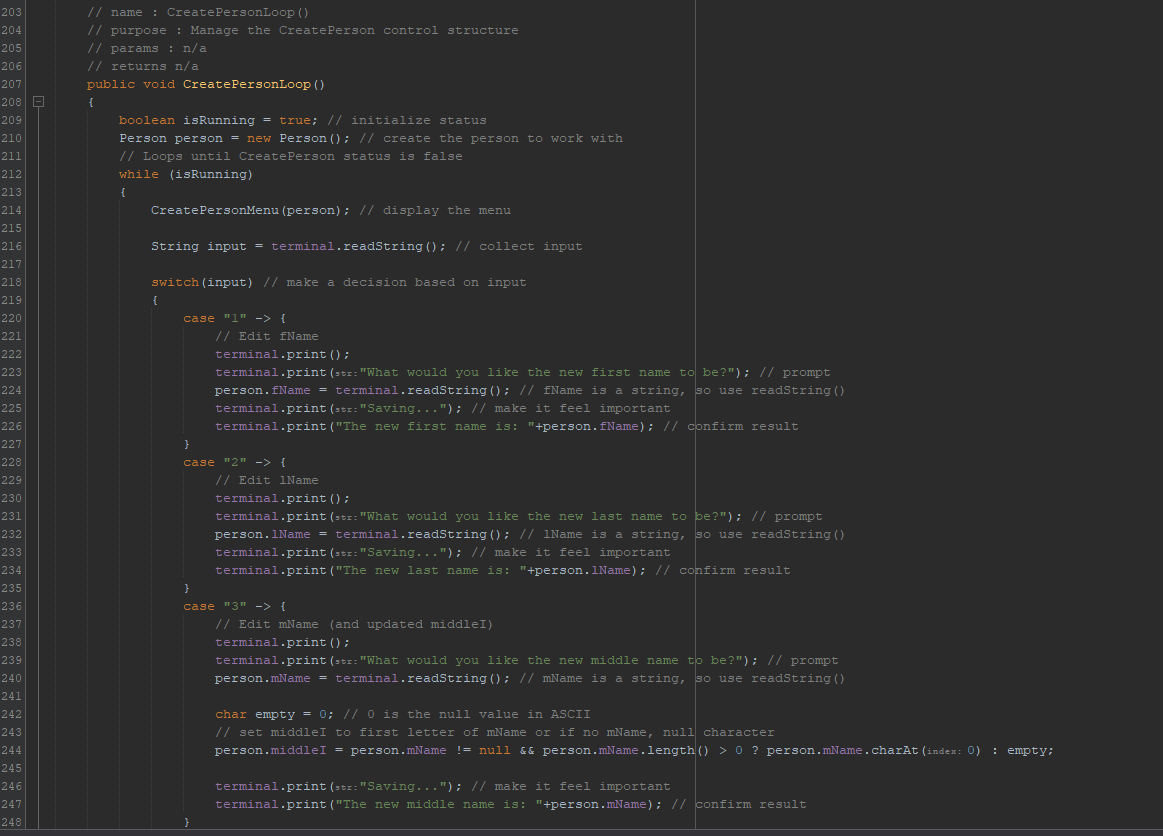 203 // name : CreatePersonLoop()
204 // purpose : Manage the CreatePerson control structure
205 // params : n/a
206 // returns n/a
207 public void CreatePersonLoop()
208 {
209 boolean isRunning = true; // initialize status
210 Person person = new Person(); // create the person to work with
211 // Loops until CreatePerson status is false
212 while (isRunning)
213 {
214 CreatePersonMenu(person); // display the menu
215
216 String input = terminal.readString(); // collect input
217
218 switch(input) // make a decision based on input
219 {
220 case "1" -> {
221 // Edit fName
222 terminal.print();
223 terminal.print(str:"What would you like the new first name to be?"); // prompt
224 person.fName = terminal.readString(); // fName is a string, so use readString()
225 terminal.print(str:"Saving..."); // make it feel important
226 terminal.print("The new first name is: "+person.fName); // confirm result
227 }
228 case "2" -> {
229 // Edit lName
230 terminal.print();
231 terminal.print(str:"What would you like the new last name to be?"); // prompt
232 person.lName = terminal.readString(); // lName is a string, so use readString()
233 terminal.print(str:"Saving..."); // make it feel important
234 terminal.print("The new last name is: "+person.lName); // confirm result
235 }
236 case "3" -> {
237 // Edit mName (and updated middleI)
238 terminal.print();
239 terminal.print(str:"What would you like the new middle name to be?"); // prompt
240 person.mName = terminal.readString(); // mName is a string, so use readString()
241
242 char empty = 0; // 0 is the null value in ASCII
243 // set middleI to first letter of mName or if no mName, null character
244 person.middleI = person.mName != null && person.mName.length() > 0 ? person.mName.charAt(index: 0) : empty;
245
246 terminal.print(str:"Saving..."); // make it feel important
247 terminal.print("The new middle name is: "+person.mName); // confirm result
248 }